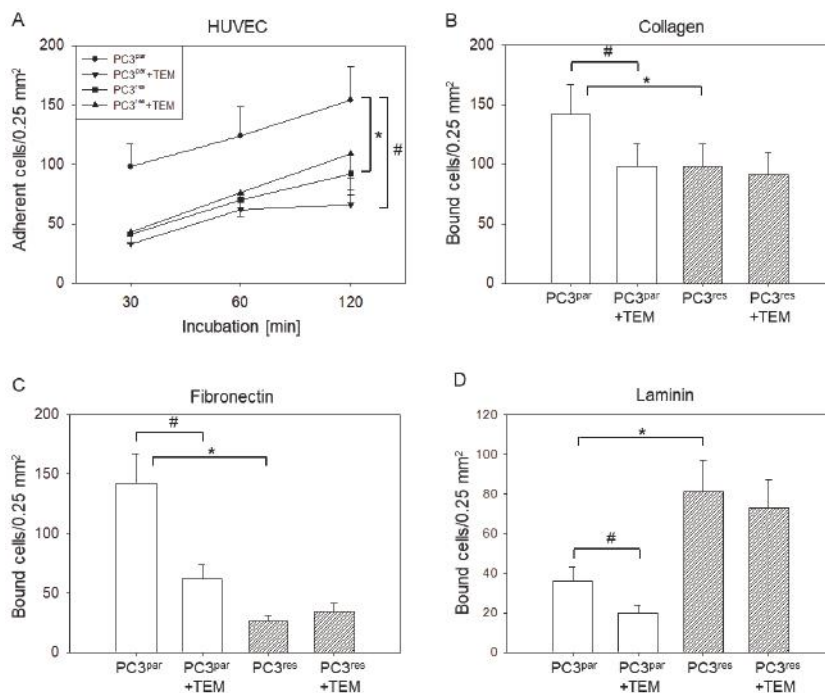 A
HUVEC
200
150
100
50
0
Adherent cells/0.25 mm²
PC3ᵖᵃʳ
PC3ᵖᵃʳ+TEM
PC3ʳᵉˢ
PC3ʳᵉˢ+TEM
*
#
30 60 120
Incubation [min]
B
Collagen
200
150
100
50
0
Bound cells/0.25 mm²
#
*
PC3ᵖᵃʳ PC3ᵖᵃʳ PC3ʳᵉˢ PC3ʳᵉˢ
+TEM +TEM
C
Fibronectin
200
150
100
50
0
Bound cells/0.25 mm²
#
*
PC3ᵖᵃʳ PC3ᵖᵃʳ PC3ʳᵉˢ PC3ʳᵉˢ
+TEM +TEM
D
Laminin
120
100
80
60
40
20
0
Bound cells/0.25 mm²
*
#
PC3ᵖᵃʳ PC3ᵖᵃʳ PC3ʳᵉˢ PC3ʳᵉˢ
+TEM +TEM